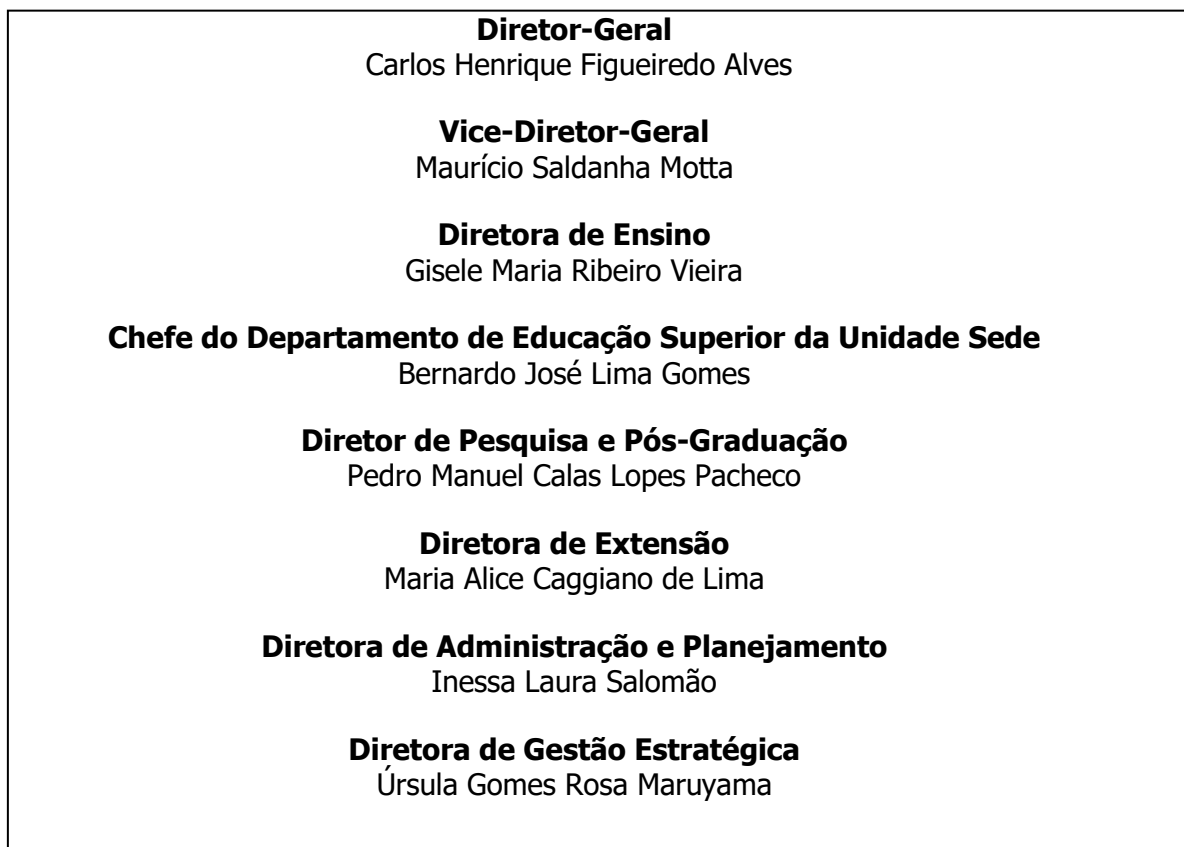 Diretor-Geral
Carlos Henrique Figueiredo Alves
Vice-Diretor-Geral
Maurício Saldanha Motta
Diretora de Ensino
Gisele Maria Ribeiro Vieira
Chefe do Departamento de Educação Superior da Unidade Sede
Bernardo José Lima Gomes
Diretor de Pesquisa e Pós-Graduação
Pedro Manuel Calas Lopes Pacheco
Diretora de Extensão
Maria Alice Caggiano de Lima
Diretora de Administração e Planejamento
Inessa Laura Salomão
Diretora de Gestão Estratégica
Úrsula Gomes Rosa Maruyama